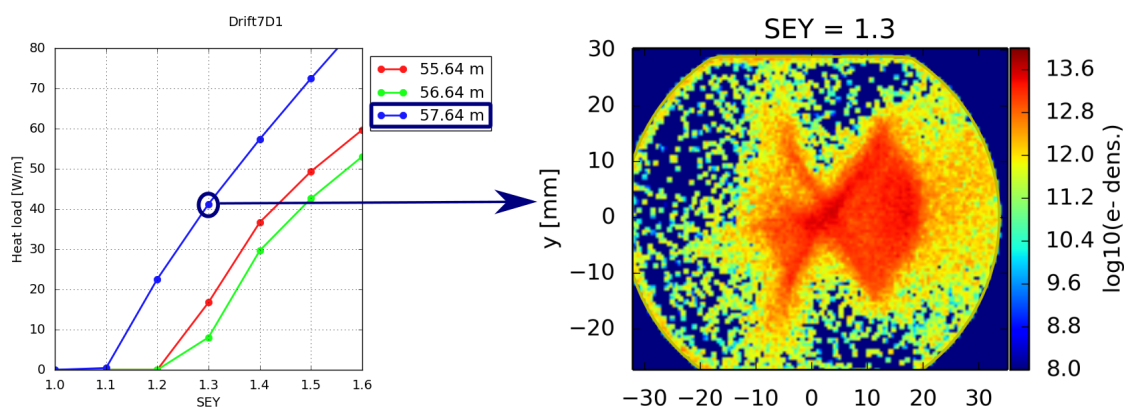 Drift7D1
Heat load [W/m]
80
70
60
50
40
30
20
10
0
1.0 1.1 1.2 1.3 1.4 1.5 1.6
SEY
55.64 m
56.64 m
57.64 m
SEY = 1.3
y [mm]
30
20
10
0
−10
−20
−30 −20 −10 0 10 20 30
13.6
12.8
12.0
11.2
10.4
9.6
8.8
8.0
log10(e- dens.)